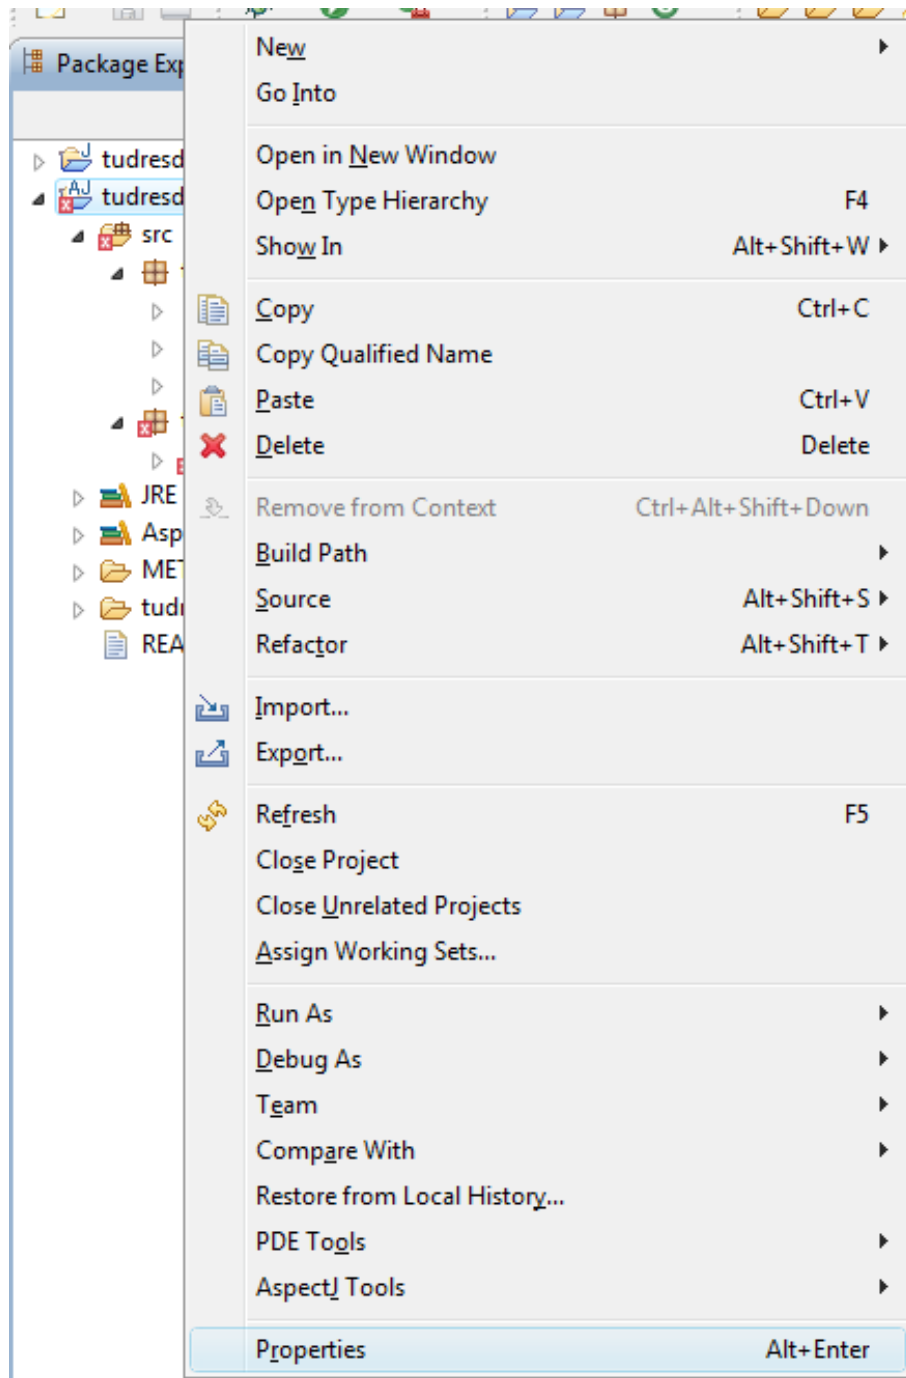 Package Exp
tudresd
tudresd
src
JRE
Asp
MET
tud
REA
New
Go Into
Open in New Window
Open Type Hierarchy F4
Show In Alt+Shift+W
Copy Ctrl+C
Copy Qualified Name
Paste Ctrl+V
Delete Delete
Remove from Context Ctrl+Alt+Shift+Down
Build Path
Source Alt+Shift+S
Refactor Alt+Shift+T
Import...
Export...
Refresh F5
Close Project
Close Unrelated Projects
Assign Working Sets...
Run As
Debug As
Team
Compare With
Restore from Local History...
PDE Tools
AspectJ Tools
Properties Alt+Enter